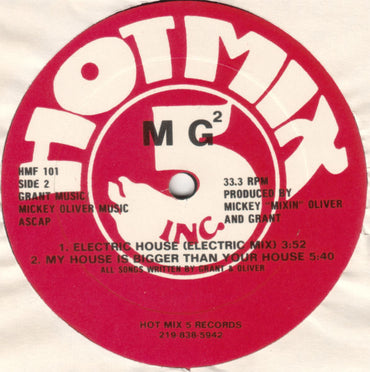 HOTMIX
5
INC.
M G²
HMF 101
SIDE 2
GRANT MUSIC
MICKEY OLIVER MUSIC
ASCAP
33.3 RPM
PRODUCED BY
MICKEY "MIXIN" OLIVER
AND GRANT
1. ELECTRIC HOUSE (ELECTRIC MIX) 3:52
2. MY HOUSE IS BIGGER THAN YOUR HOUSE 5:40
ALL SONGS WRITTEN BY GRANT & OLIVER
HOT MIX 5 RECORDS
219 838-5942